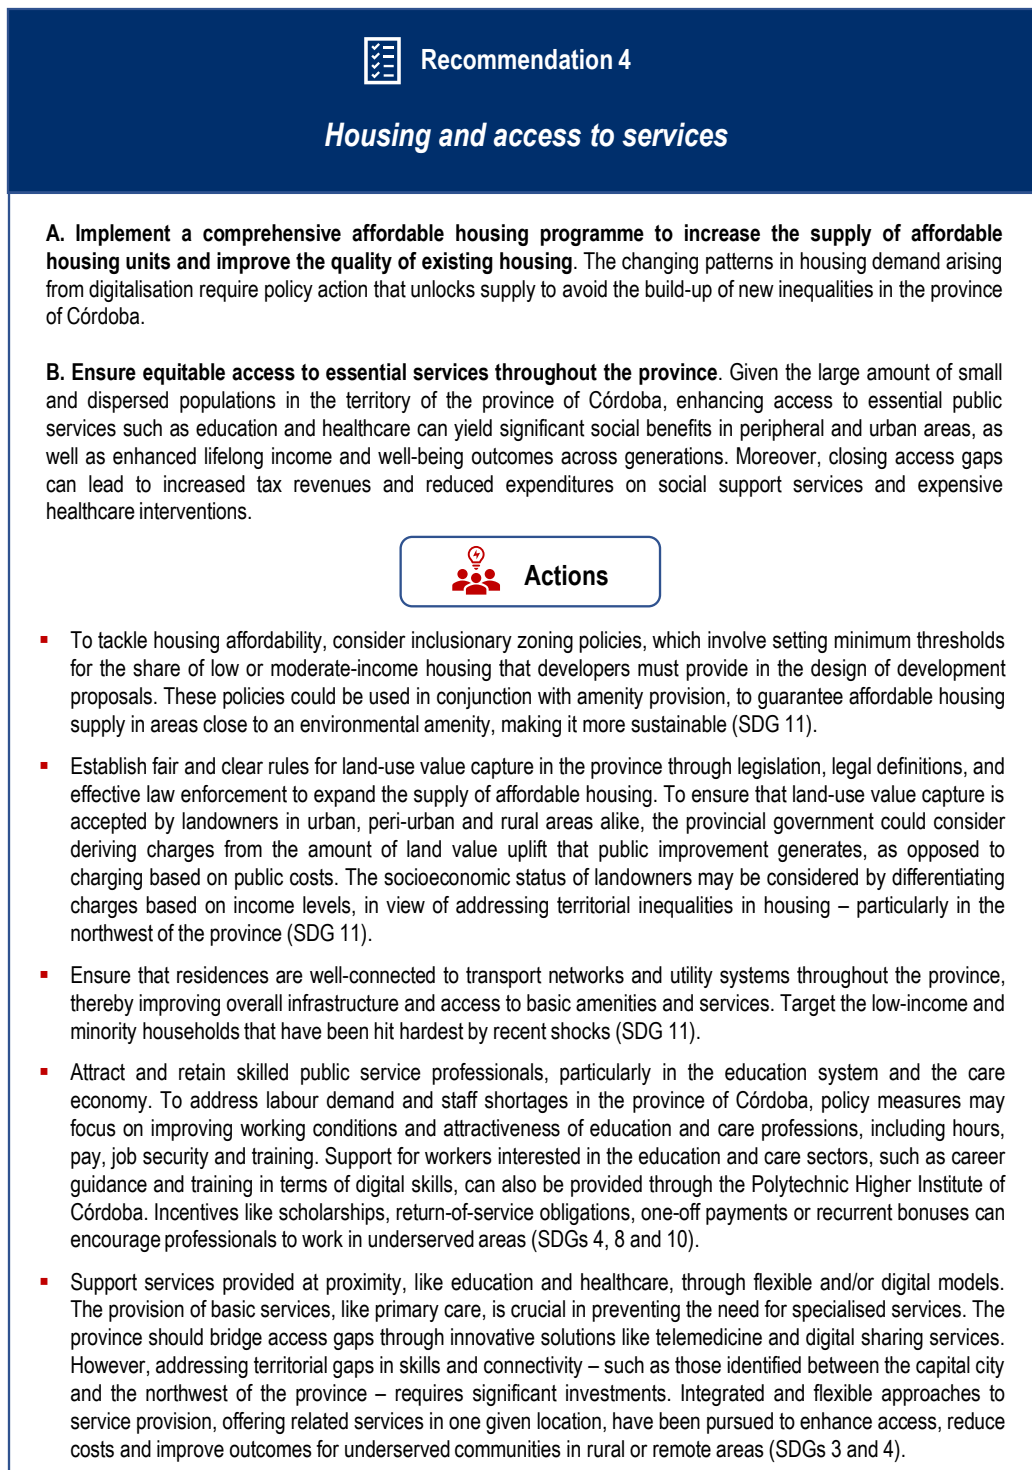 Recommendation 4
Housing and access to services
A. Implement a comprehensive affordable housing programme to increase the supply of affordable
housing units and improve the quality of existing housing. The changing patterns in housing demand arising
from digitalisation require policy action that unlocks supply to avoid the build-up of new inequalities in the province
of Córdoba.
B. Ensure equitable access to essential services throughout the province. Given the large amount of small
and dispersed populations in the territory of the province of Córdoba, enhancing access to essential public
services such as education and healthcare can yield significant social benefits in peripheral and urban areas, as
well as enhanced lifelong income and well-being outcomes across generations. Moreover, closing access gaps
can lead to increased tax revenues and reduced expenditures on social support services and expensive
healthcare interventions.
Actions
▪ To tackle housing affordability, consider inclusionary zoning policies, which involve setting minimum thresholds
for the share of low or moderate-income housing that developers must provide in the design of development
proposals. These policies could be used in conjunction with amenity provision, to guarantee affordable housing
supply in areas close to an environmental amenity, making it more sustainable (SDG 11).
▪ Establish fair and clear rules for land-use value capture in the province through legislation, legal definitions, and
effective law enforcement to expand the supply of affordable housing. To ensure that land-use value capture is
accepted by landowners in urban, peri-urban and rural areas alike, the provincial government could consider
deriving charges from the amount of land value uplift that public improvement generates, as opposed to
charging based on public costs. The socioeconomic status of landowners may be considered by differentiating
charges based on income levels, in view of addressing territorial inequalities in housing – particularly in the
northwest of the province (SDG 11).
▪ Ensure that residences are well-connected to transport networks and utility systems throughout the province,
thereby improving overall infrastructure and access to basic amenities and services. Target the low-income and
minority households that have been hit hardest by recent shocks (SDG 11).
▪ Attract and retain skilled public service professionals, particularly in the education system and the care
economy. To address labour demand and staff shortages in the province of Córdoba, policy measures may
focus on improving working conditions and attractiveness of education and care professions, including hours,
pay, job security and training. Support for workers interested in the education and care sectors, such as career
guidance and training in terms of digital skills, can also be provided through the Polytechnic Higher Institute of
Córdoba. Incentives like scholarships, return-of-service obligations, one-off payments or recurrent bonuses can
encourage professionals to work in underserved areas (SDGs 4, 8 and 10).
▪ Support services provided at proximity, like education and healthcare, through flexible and/or digital models.
The provision of basic services, like primary care, is crucial in preventing the need for specialised services. The
province should bridge access gaps through innovative solutions like telemedicine and digital sharing services.
However, addressing territorial gaps in skills and connectivity – such as those identified between the capital city
and the northwest of the province – requires significant investments. Integrated and flexible approaches to
service provision, offering related services in one given location, have been pursued to enhance access, reduce
costs and improve outcomes for underserved communities in rural or remote areas (SDGs 3 and 4).